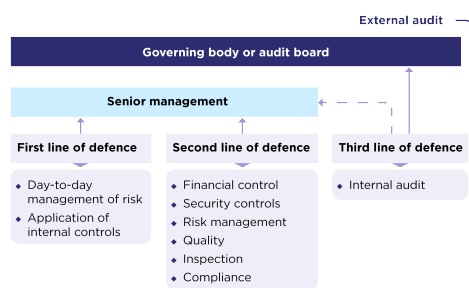 External audit
Governing body or audit board
Senior management
First line of defence
Second line of defence
Third line of defence
Day-to-day
management of risk
Application of
internal controls
Financial control
Security controls
Risk management
Quality
Inspection
Compliance
Internal audit